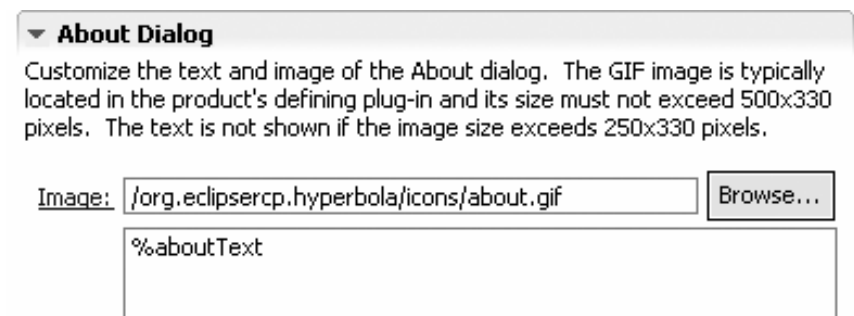 About Dialog
Customize the text and image of the About dialog.  The GIF image is typically
located in the product's defining plug-in and its size must not exceed 500x330
pixels.  The text is not shown if the image size exceeds 250x330 pixels.
Image: /org.eclipsercp.hyperbola/icons/about.gif Browse...
%aboutText